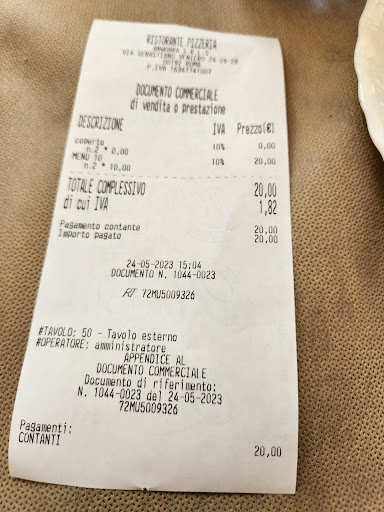 RISTORANTE PIZZERIA
S.R.L.S
VIA SEBASTIANO VENIERO 24-26-28
00192 ROMA
P.IVA 16347741007
DOCUMENTO COMMERCIALE
di vendita o prestazione
DESCRIZIONE IVA Prezzo(€)
coperto 10% 0,00
n.2 * 0,00
MENU 10 10% 20,00
n.2 * 10,00
TOTALE COMPLESSIVO 20,00
di cui IVA 1,82
Pagamento contante 20,00
Importo pagato 20,00
24-05-2023 15:04
DOCUMENTO N. 1044-0023
RT 72MU5009326
#TAVOLO: 50 - Tavolo esterno
#OPERATORE: amministratore
APPENDICE AL
DOCUMENTO COMMERCIALE
Documento di riferimento:
N. 1044-0023 del 24-05-2023
72MU5009326
Pagamenti:
CONTANTI 20,00